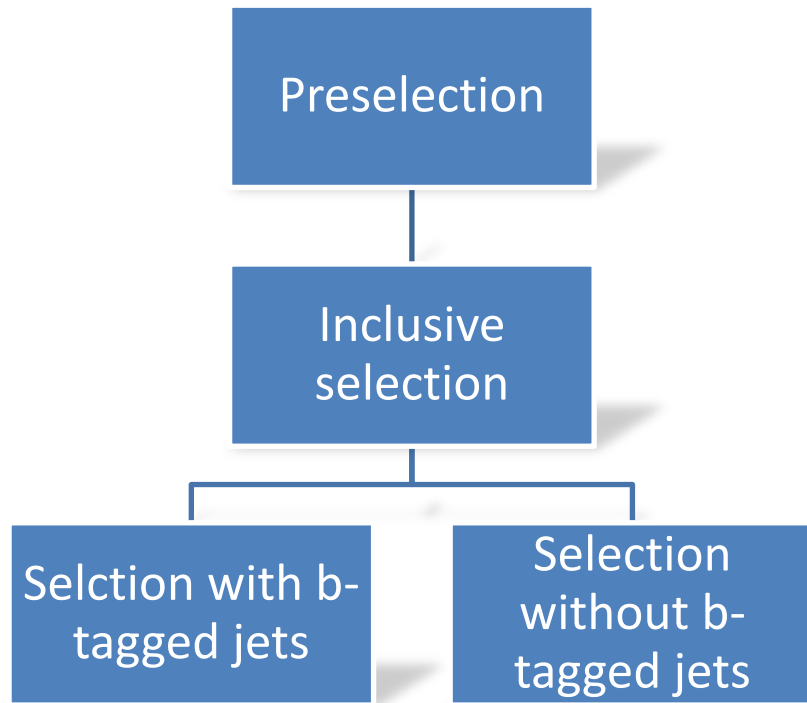 Preselection
Inclusive
selection
Selction with b-
tagged jets
Selection
without b-
tagged jets